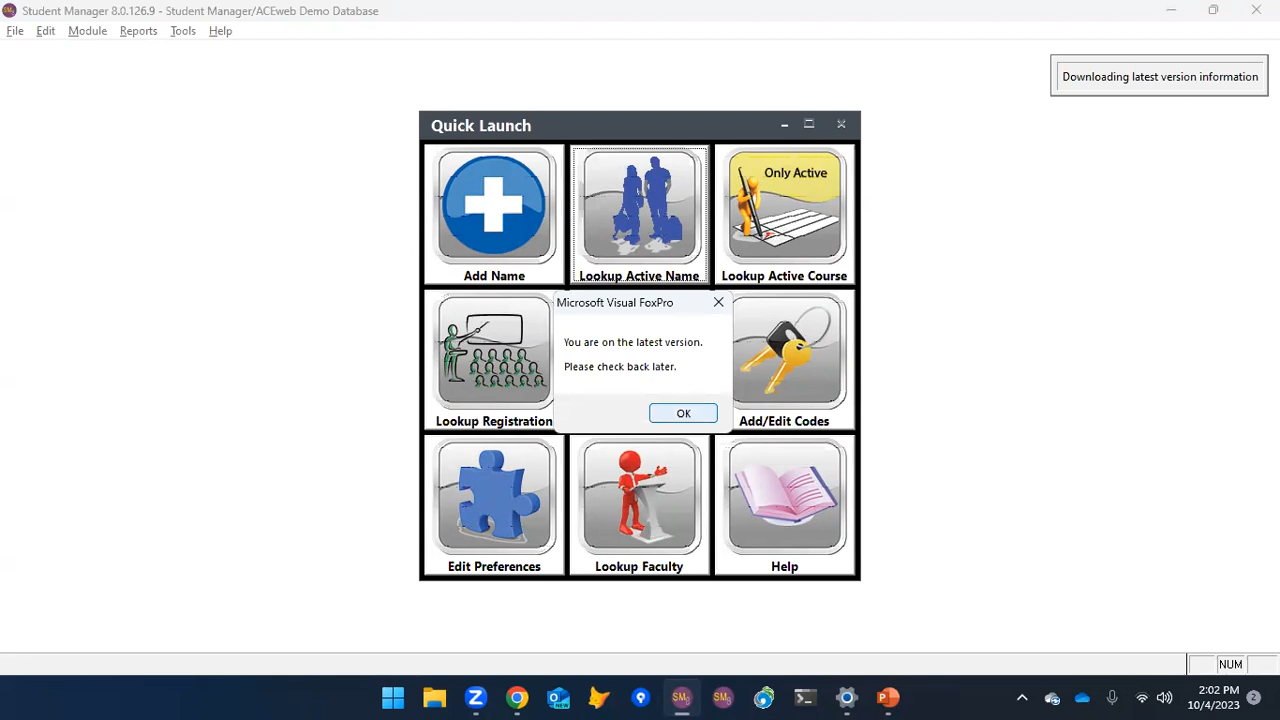 Student Manager 8.0.126.9 - Student Manager/ACEweb Demo Database
File Edit Module Reports Tools Help
Downloading latest version information
Quick Launch
Only Active
Add Name
Lookup Active Name
Lookup Active Course
Microsoft Visual FoxPro
You are on the latest version.
Please check back later.
OK
Lookup Registration
Add/Edit Codes
Edit Preferences
Lookup Faculty
Help
NUM
2:02 PM
10/4/2023
2